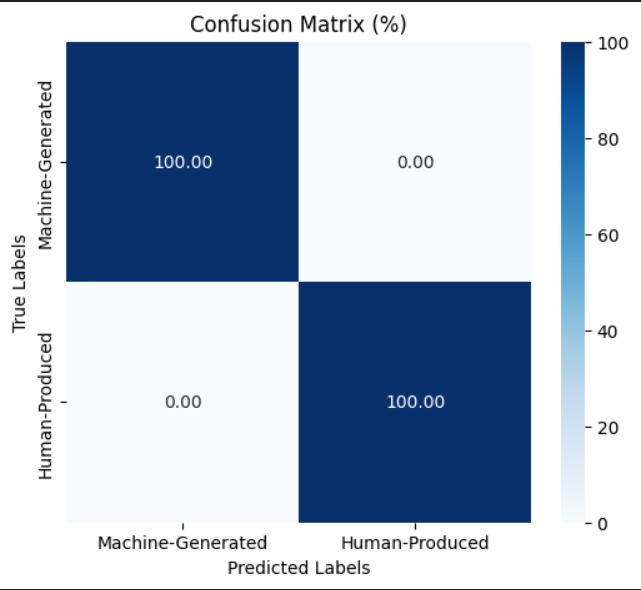 Confusion Matrix (%)
True Labels
Machine-Generated
Human-Produced
100.00
0.00
0.00
100.00
Machine-Generated
Human-Produced
Predicted Labels
100
80
60
40
20
0